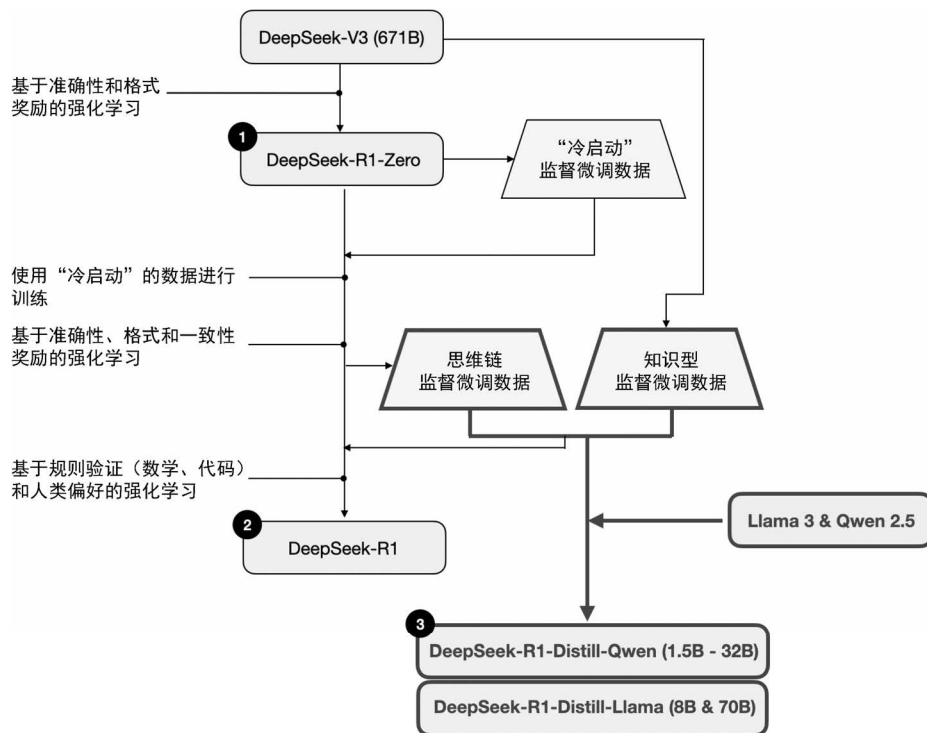 DeepSeek-V3 (671B)
基于准确性和格式
奖励的强化学习
1
DeepSeek-R1-Zero
“冷启动”
监督微调数据
使用“冷启动”的数据进行
训练
基于准确性、格式和一致性
奖励的强化学习
思维链
监督微调数据
知识型
监督微调数据
基于规则验证（数学、代码）
和人类偏好的强化学习
2
DeepSeek-R1
Llama 3 & Qwen 2.5
3
DeepSeek-R1-Distill-Qwen (1.5B - 32B)
DeepSeek-R1-Distill-Llama (8B & 70B)